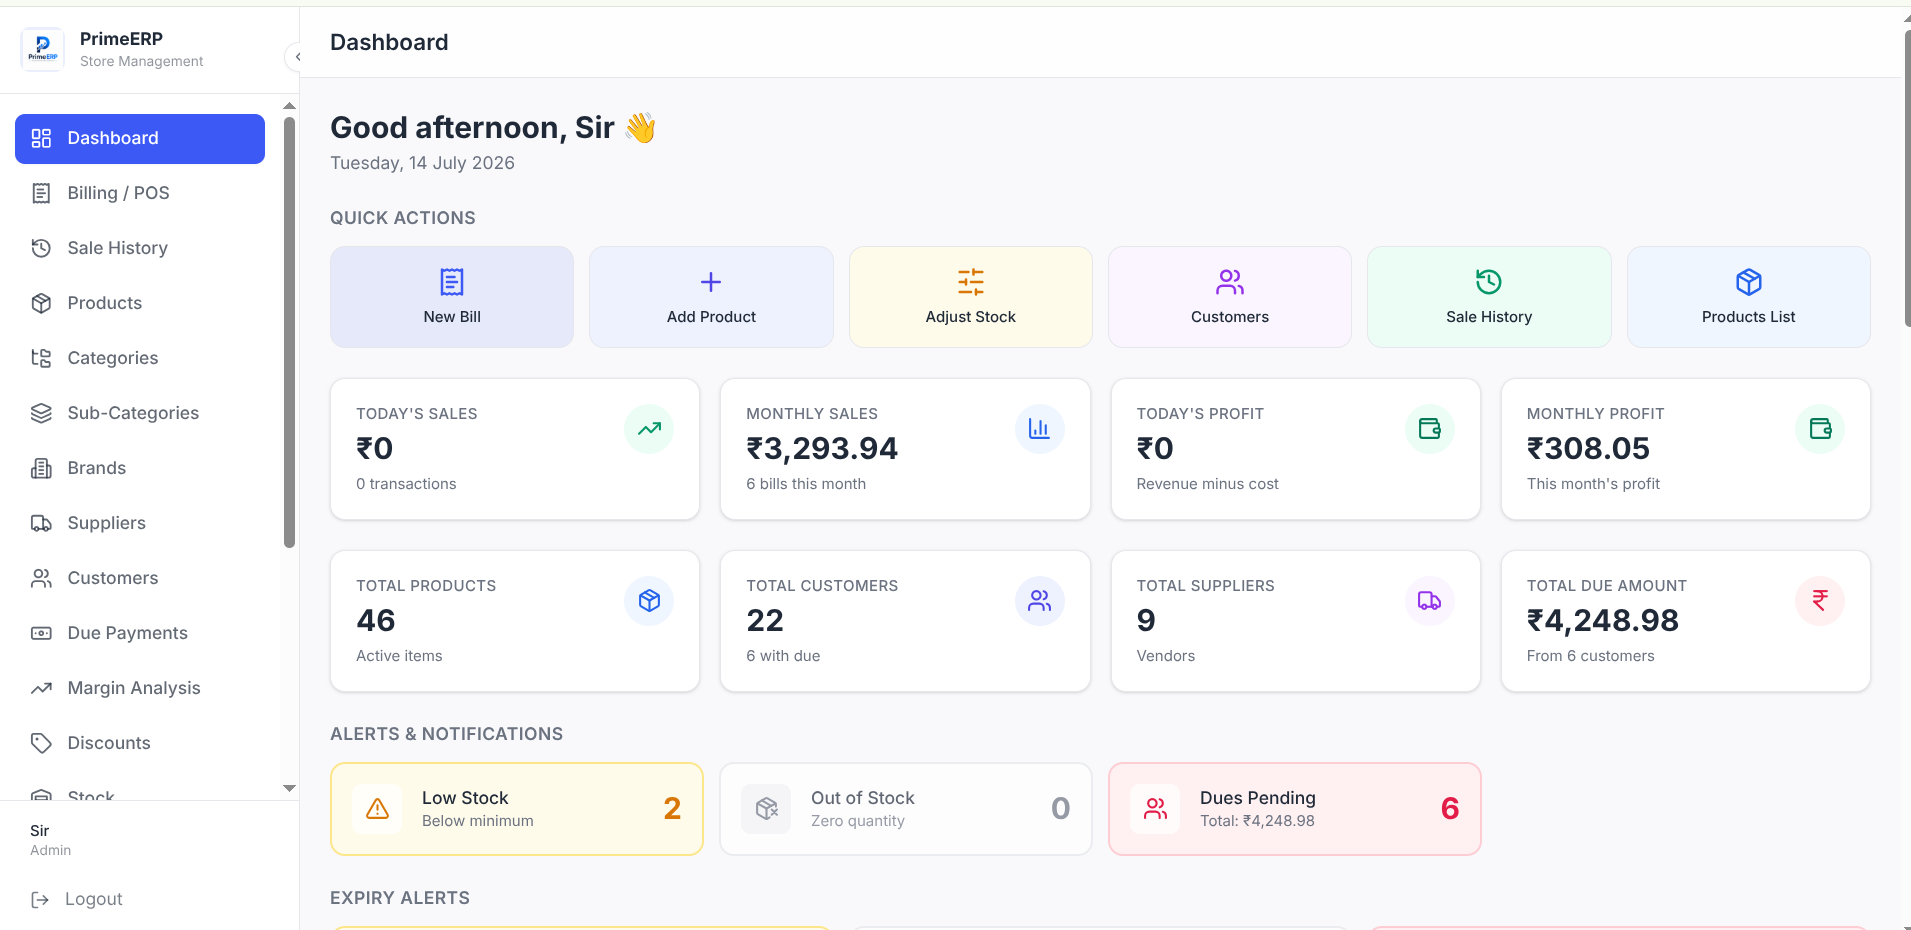 PrimeERP
Store Management
PrimeERP
Dashboard
Billing / POS
Sale History
Products
Categories
Sub-Categories
Brands
Suppliers
Customers
Due Payments
Margin Analysis
Discounts
Stock
Sir
Admin
Logout
Dashboard
Good afternoon, Sir 👋
Tuesday, 14 July 2026
QUICK ACTIONS
New Bill
Add Product
Adjust Stock
Customers
Sale History
Products List
TODAY'S SALES
₹0
0 transactions
MONTHLY SALES
₹3,293.94
6 bills this month
TODAY'S PROFIT
₹0
Revenue minus cost
MONTHLY PROFIT
₹308.05
This month's profit
TOTAL PRODUCTS
46
Active items
TOTAL CUSTOMERS
22
6 with due
TOTAL SUPPLIERS
9
Vendors
TOTAL DUE AMOUNT
₹4,248.98
From 6 customers
ALERTS & NOTIFICATIONS
Low Stock
Below minimum
2
Out of Stock
Zero quantity
0
Dues Pending
Total: ₹4,248.98
6
EXPIRY ALERTS